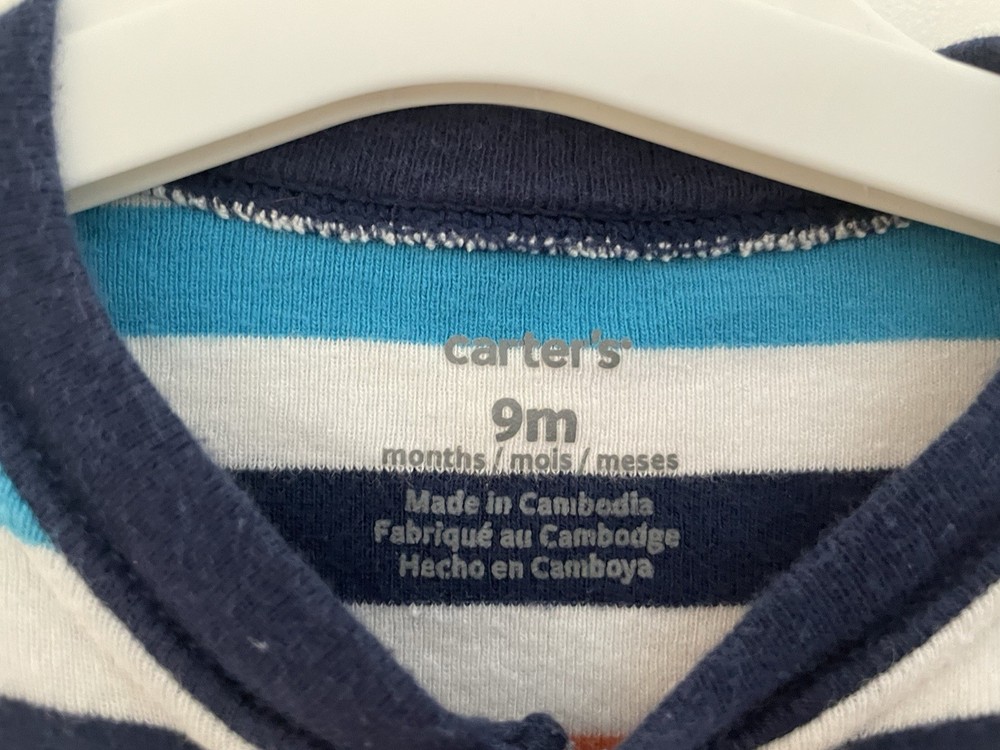 carter's
9m
months / mois / meses
Made in Cambodia
Fabriqué au Cambodge
Hecho en Camboya